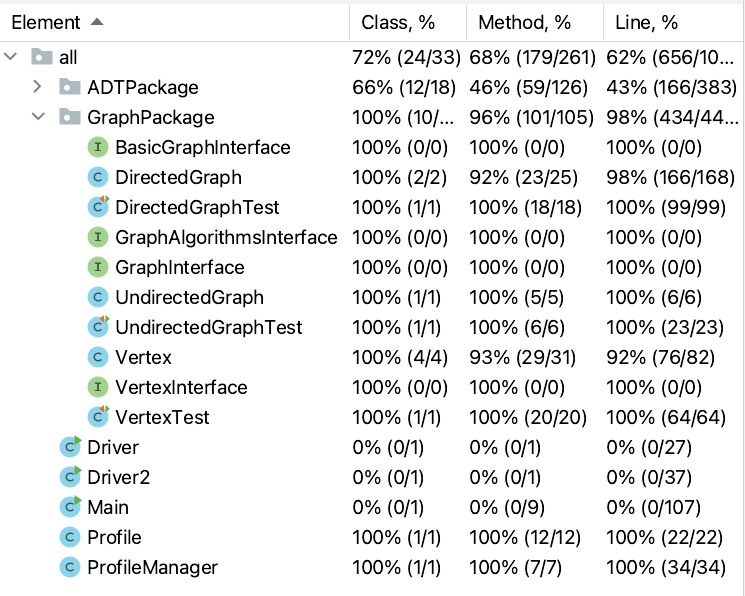 Element Class, % Method, % Line, %
all 72% (24/33) 68% (179/261) 62% (656/10...
ADTPackage 66% (12/18) 46% (59/126) 43% (166/383)
GraphPackage 100% (10/... 96% (101/105) 98% (434/44...
I BasicGraphInterface 100% (0/0) 100% (0/0) 100% (0/0)
C DirectedGraph 100% (2/2) 92% (23/25) 98% (166/168)
C DirectedGraphTest 100% (1/1) 100% (18/18) 100% (99/99)
I GraphAlgorithmsInterface 100% (0/0) 100% (0/0) 100% (0/0)
I GraphInterface 100% (0/0) 100% (0/0) 100% (0/0)
C UndirectedGraph 100% (1/1) 100% (5/5) 100% (6/6)
C UndirectedGraphTest 100% (1/1) 100% (6/6) 100% (23/23)
C Vertex 100% (4/4) 93% (29/31) 92% (76/82)
I VertexInterface 100% (0/0) 100% (0/0) 100% (0/0)
C VertexTest 100% (1/1) 100% (20/20) 100% (64/64)
C Driver 0% (0/1) 0% (0/1) 0% (0/27)
C Driver2 0% (0/1) 0% (0/1) 0% (0/37)
C Main 0% (0/1) 0% (0/9) 0% (0/107)
C Profile 100% (1/1) 100% (12/12) 100% (22/22)
C ProfileManager 100% (1/1) 100% (7/7) 100% (34/34)